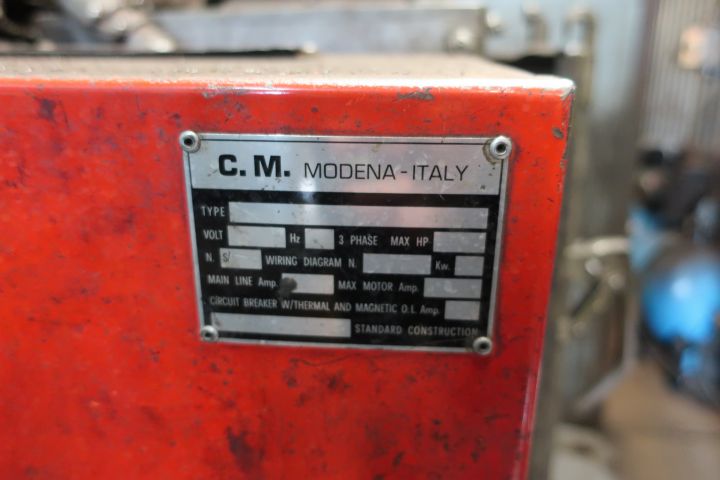 C.M. MODENA - ITALY
TYPE
VOLT Hz 3 PHASE MAX HP
N. S/ WIRING DIAGRAM N. Kw.
MAIN LINE Amp. MAX MOTOR Amp.
CIRCUIT BREAKER W/THERMAL AND MAGNETIC O.L. Amp.
STANDARD CONSTRUCTION